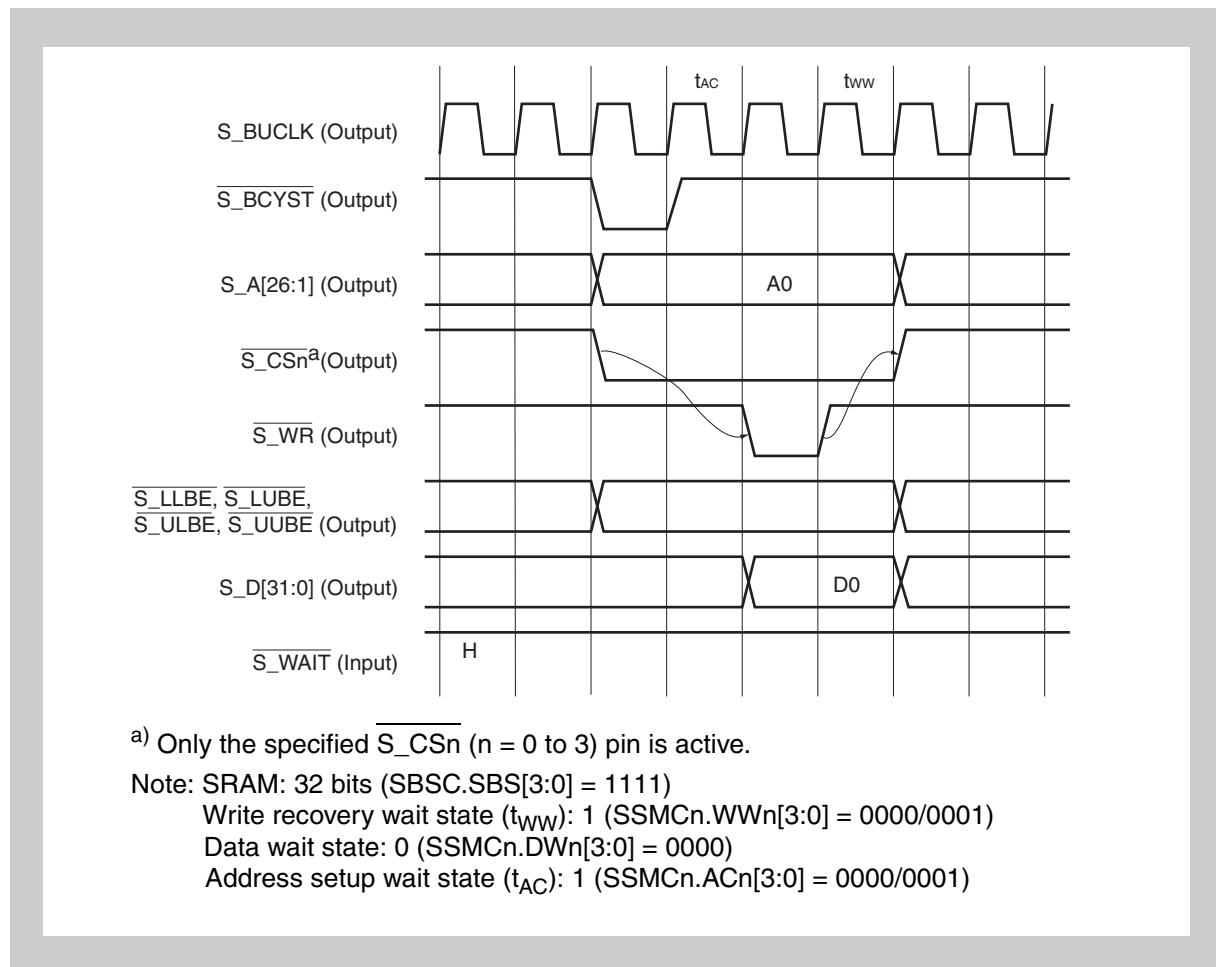 tAC tWW
S_BUCLK (Output)
S_BCYST (Output)
S_A[26:1] (Output) A0
S_CSna(Output)
S_WR (Output)
S_LLBE, S_LUBE,
S_ULBE, S_UUBE (Output)
S_D[31:0] (Output) D0
S_WAIT (Input) H
a) Only the specified S_CSn (n = 0 to 3) pin is active.
Note: SRAM: 32 bits (SBSC.SBS[3:0] = 1111)
Write recovery wait state (tWW): 1 (SSMCn.WWn[3:0] = 0000/0001)
Data wait state: 0 (SSMCn.DWn[3:0] = 0000)
Address setup wait state (tAC): 1 (SSMCn.ACn[3:0] = 0000/0001)